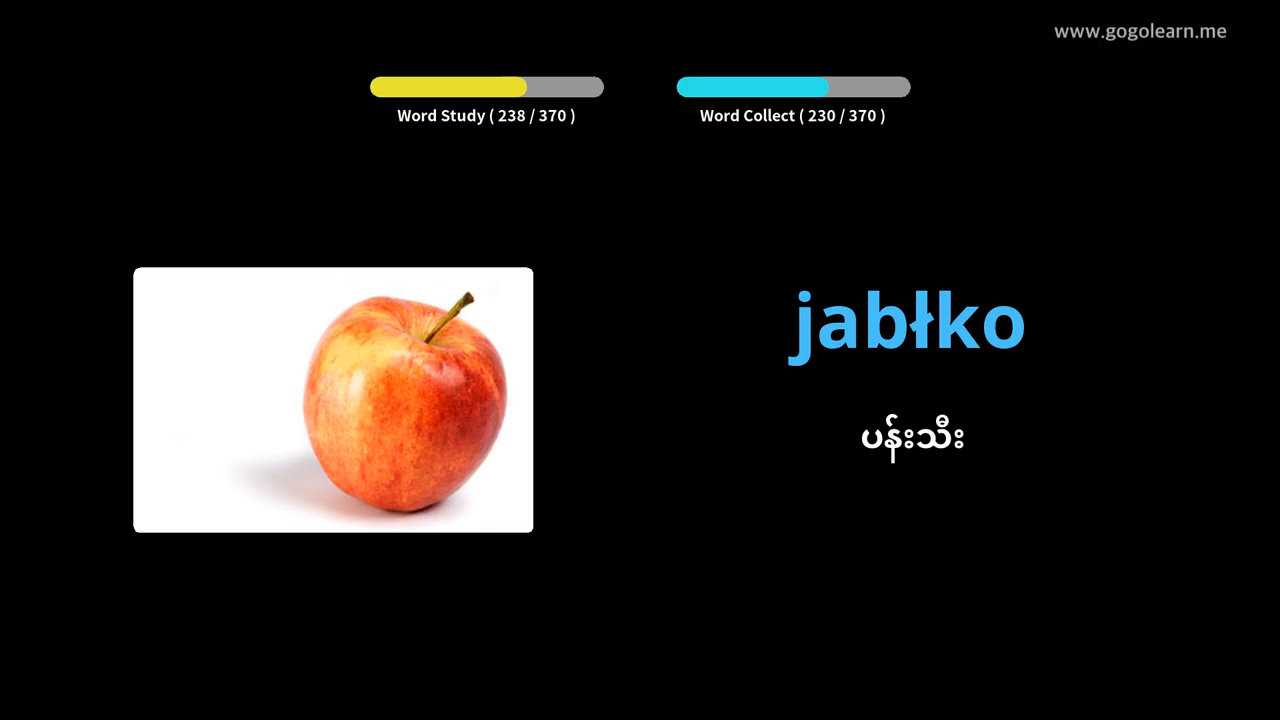 www.gogolearn.me
Word Study ( 238 / 370 )
Word Collect ( 230 / 370 )
jabłko
ပန်းသီး